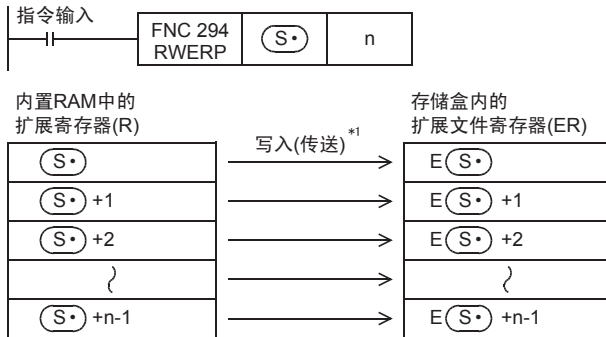 指令输入
FNC 294
RWERP
S• n
内置RAM中的
扩展寄存器(R)
存储盒内的
扩展文件寄存器(ER)
写入(传送)*1
S• E S•
S• +1 E S• +1
S• +2 E S• +2
S• +n-1 E S• +n-1